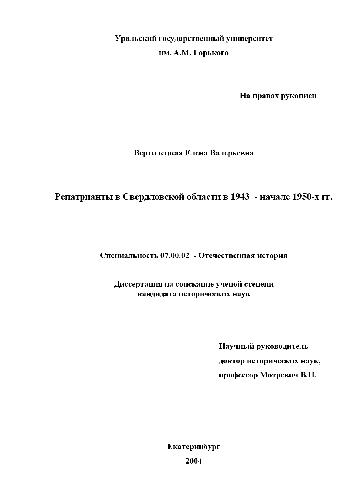 Уральский государственный университет
им. А.М. Горького
На правах рукописи
Вертилецкая Елена Валерьевна
Репатрианты в Свердловской области в 1943 - начале 1950-х гг.
Специальность 07.00.02 - Отечественная история
Диссертация на соискание ученой степени
кандидата исторических наук
Научный руководитель
доктор исторических наук,
профессор Мотревич В.П.
Екатеринбург
2004